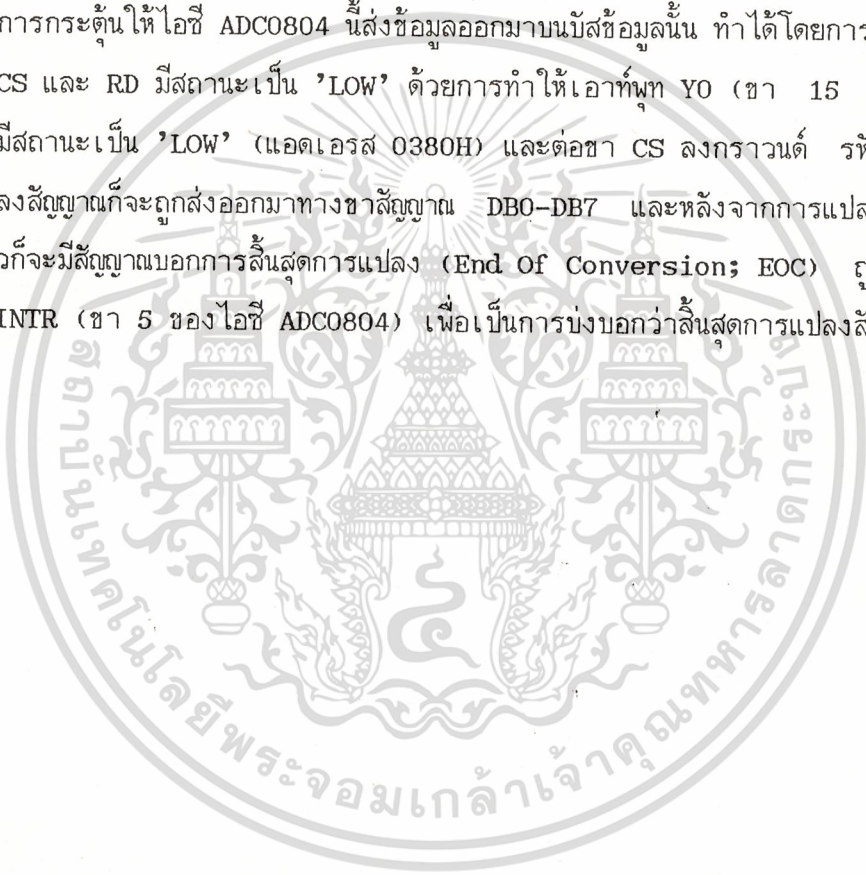 การกระตุ้นให้ไอซี ADC0804 นี้ส่งข้อมูลออกมาบนบัสข้อมูลนั้น ทำได้โดยการ
CS และ RD มีสถานะเป็น 'LOW' ด้วยการทำให้เอาท์พุท YO (ขา 15
มีสถานะเป็น 'LOW' (แอดเอรส 0380H) และต่อขา CS ลงกราวนด์ รหั
ลงสัญญาณก็จะถูกส่งออกมาทางขาสัญญาณ DB0-DB7 และหลังจากการแปล
วก็จะมีสัญญาณบอกการสิ้นสุดการแปลง (End Of Conversion; EOC) ถู
INTR (ขา 5 ของไอซี ADC0804) เพื่อเป็นการบ่งบอกว่าสิ้นสุดการแปลงสั
สถาบันเทคโนโลยีพระจอมเกล้าเจ้าคุณทหารลาดกระบัง